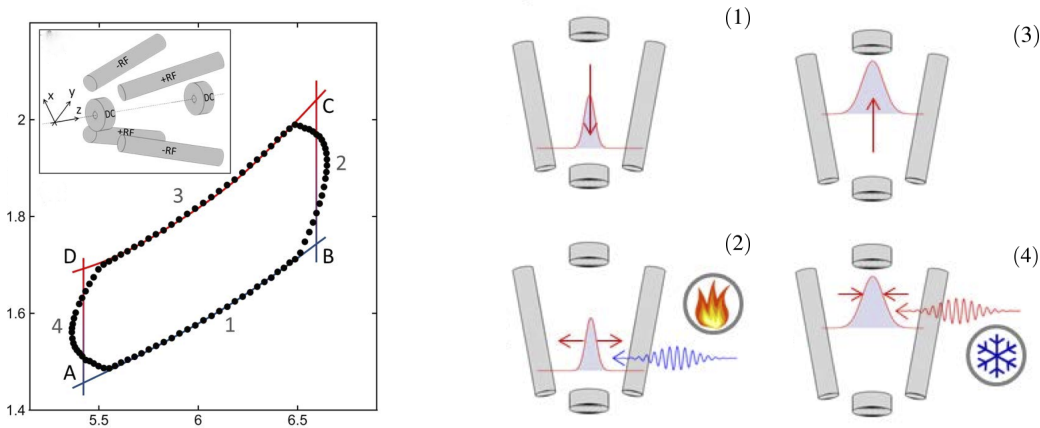 2
1.8
1.6
1.4
5.5
6
6.5
-RF
+RF
x
y
z
DC
DC
+RF
-RF
C
2
3
D
B
4
1
A
(1)
(3)
(2)
(4)